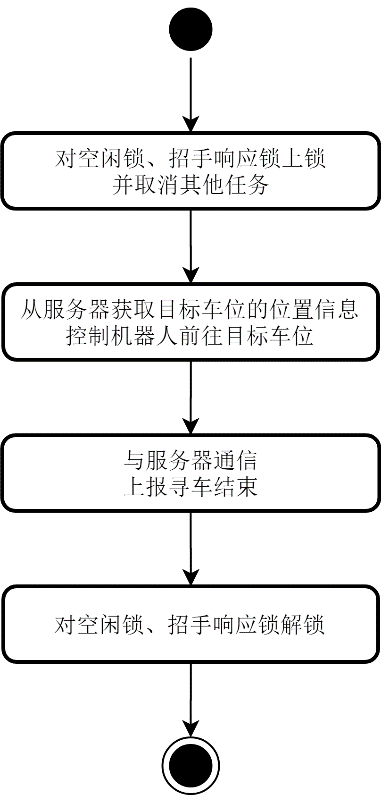 对空闲锁、招手响应锁上锁
并取消其他任务
从服务器获取目标车位的位置信息
控制机器人前往目标车位
与服务器通信
上报寻车结束
对空闲锁、招手响应锁解锁